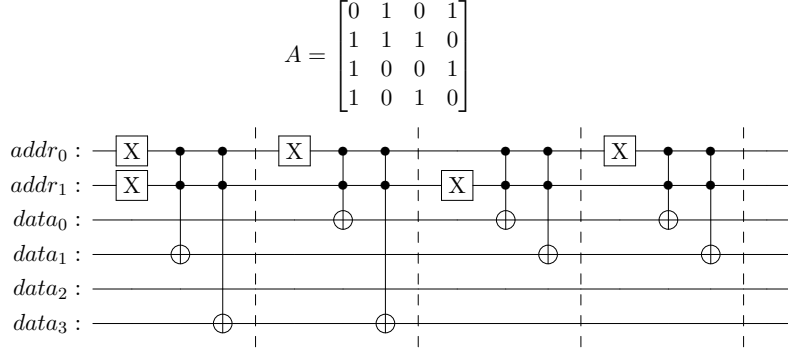 A = [0 1 0 1
1 1 1 0
1 0 0 1
1 0 1 0]
addr₀ : X X X
addr₁ : X X
data₀ :
data₁ :
data₂ :
data₃ :